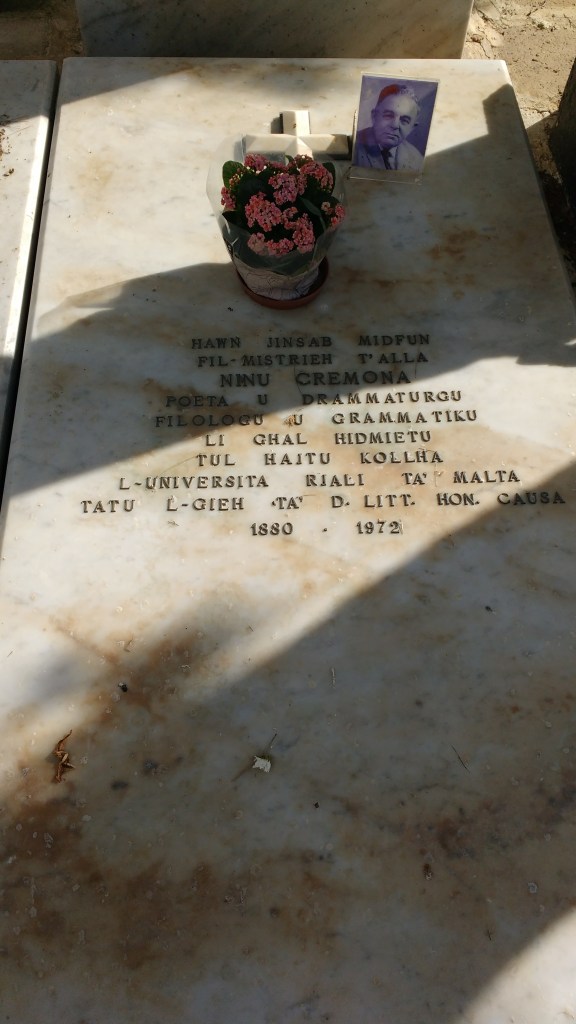 HAWN JINSAB MIDFUN
FIL-MISTRIEH T'ALLA
NINU CREMONA
POETA U DRAMMATURGU
FILOLOGU U GRAMMATIKU
LI GHAL HIDMIETU
TUL HAJTU KOLLHA
L-UNIVERSITA RJALI TA' MALTA
TATU L-GIEH TA' D. LITT. HON. CAUSA
1880 - 1972